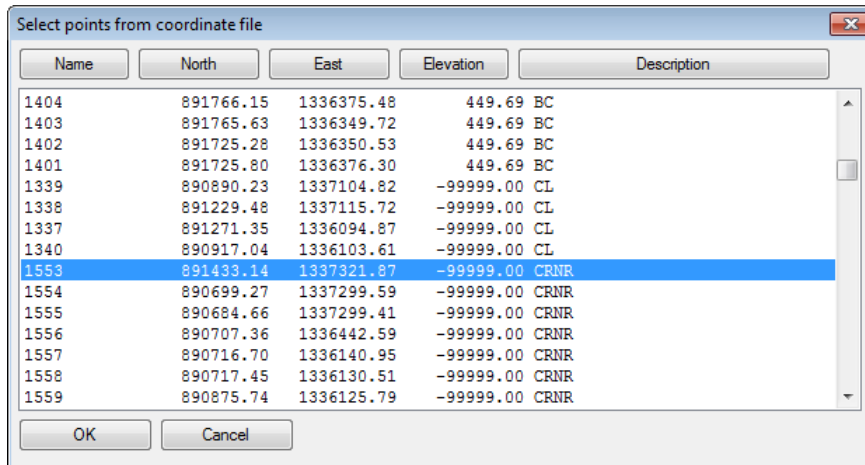 Select points from coordinate file
Name North East Elevation Description
1404 891766.15 1336375.48 449.69 BC
1403 891765.63 1336349.72 449.69 BC
1402 891725.28 1336350.53 449.69 BC
1401 891725.80 1336376.30 449.69 BC
1339 890890.23 1337104.82 -99999.00 CL
1338 891229.48 1337115.72 -99999.00 CL
1337 891271.35 1336094.87 -99999.00 CL
1340 890917.04 1336103.61 -99999.00 CL
1553 891433.14 1337321.87 -99999.00 CRNR
1554 890699.27 1337299.59 -99999.00 CRNR
1555 890684.66 1337299.41 -99999.00 CRNR
1556 890707.36 1336442.59 -99999.00 CRNR
1557 890716.70 1336140.95 -99999.00 CRNR
1558 890717.45 1336130.51 -99999.00 CRNR
1559 890875.74 1336125.79 -99999.00 CRNR
OK Cancel